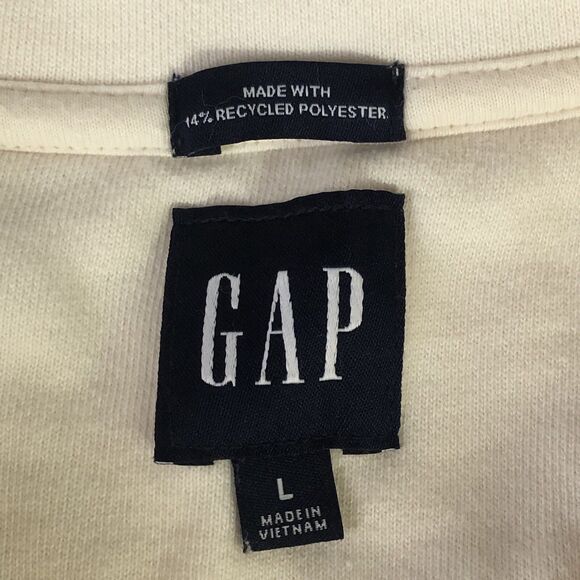 MADE WITH
14% RECYCLED POLYESTER
GAP
L
MADE IN
VIETNAM